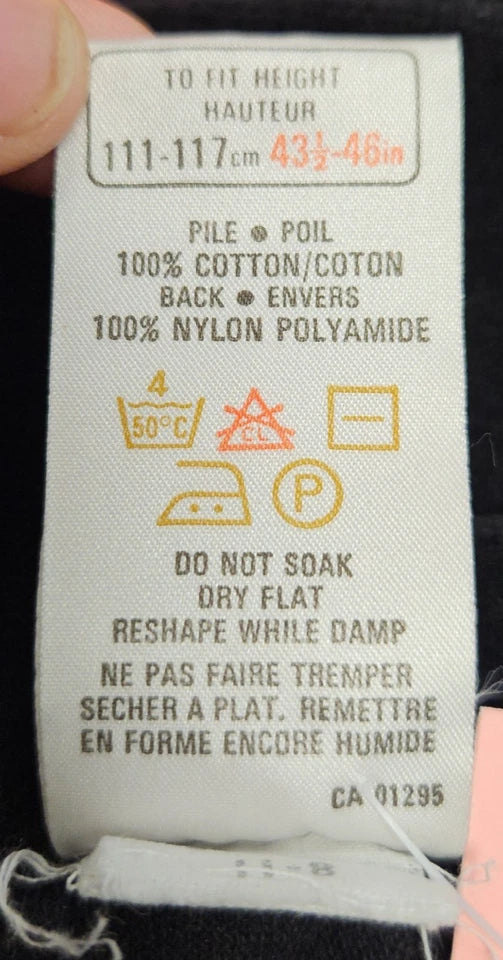 TO FIT HEIGHT
HAUTEUR
111-117cm 43½-46in
PILE ● POIL
100% COTTON/COTON
BACK ● ENVERS
100% NYLON POLYAMIDE
4
50°C
CL
P
DO NOT SOAK
DRY FLAT
RESHAPE WHILE DAMP
NE PAS FAIRE TREMPER
SECHER A PLAT. REMETTRE
EN FORME ENCORE HUMIDE
CA 01295